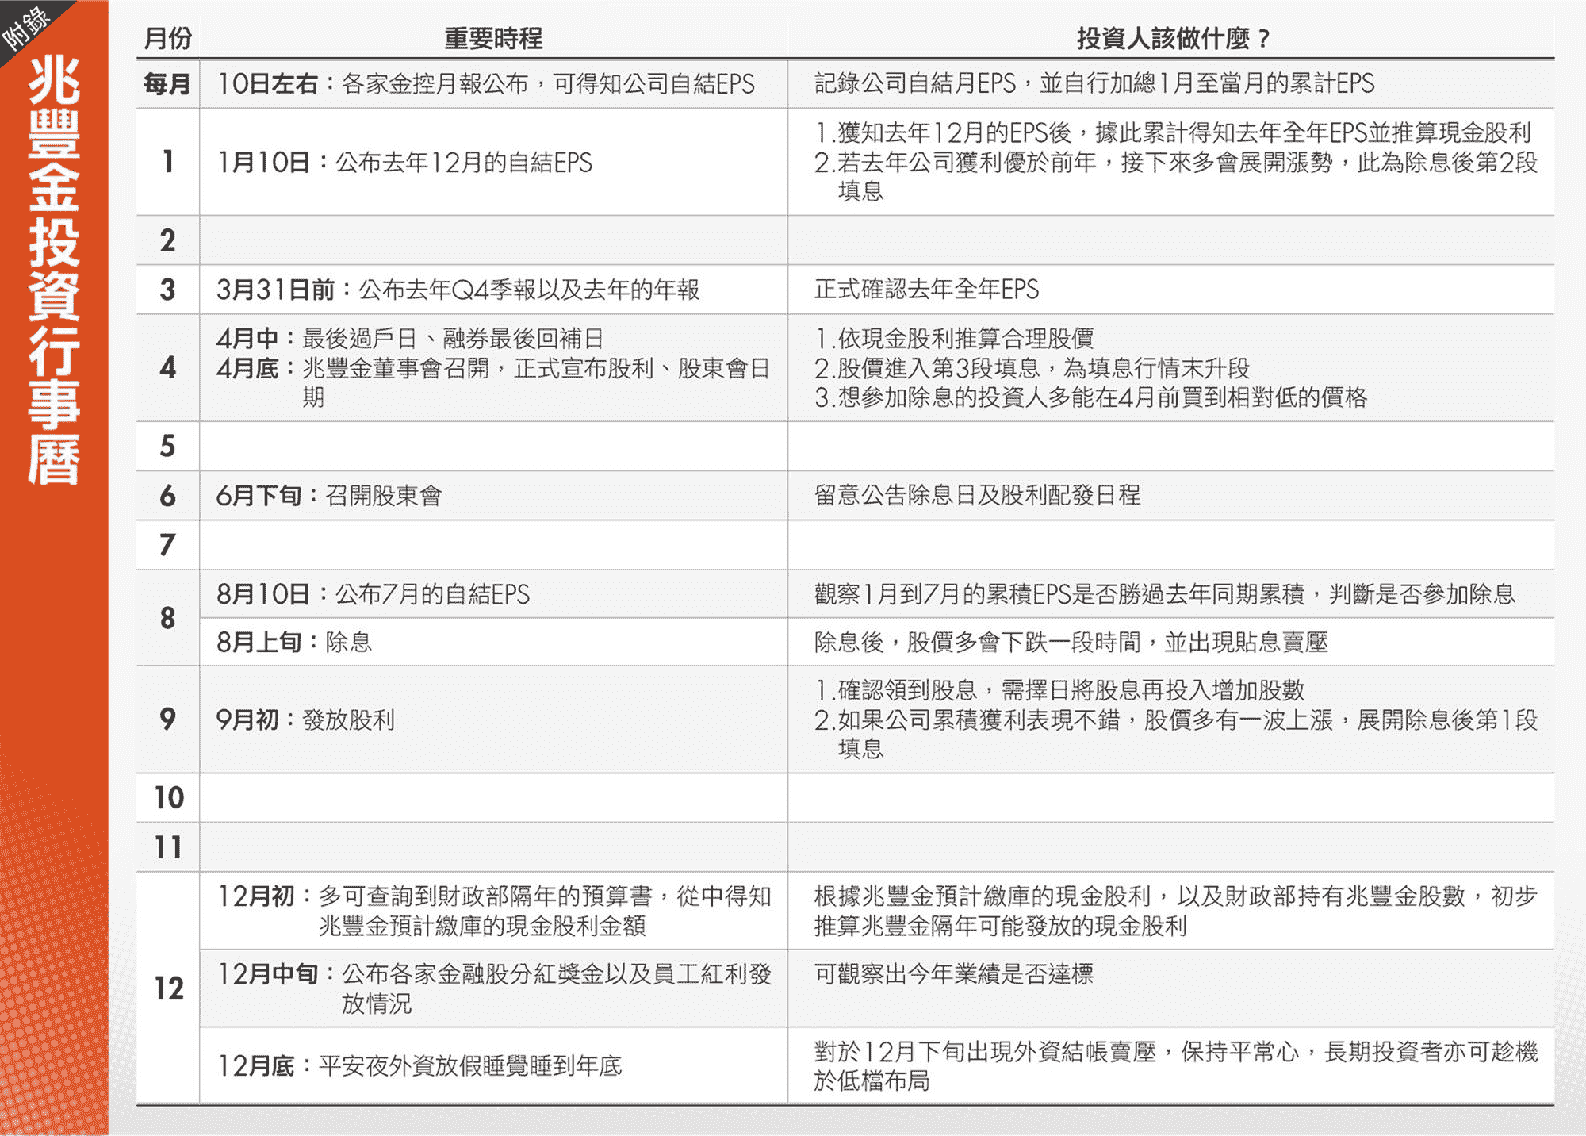 附錄
兆豐金投資行事曆
月份 重要時程 投資人該做什麼？
每月 10日左右：各家金控月報公布，可得知公司自結EPS 記錄公司自結月EPS，並自行加總1月至當月的累計EPS
1 1月10日：公布去年12月的自結EPS 1.獲知去年12月的EPS後，據此累計得知去年全年EPS並推算現金股利
2.若去年公司獲利優於前年，接下來多會展開漲勢，此為除息後第2段
填息
2
3 3月31日前：公布去年Q4季報以及去年的年報 正式確認去年全年EPS
4 4月中：最後過戶日、融券最後回補日
4月底：兆豐金董事會召開，正式宣布股利、股東會日
期
1.依現金股利推算合理股價
2.股價進入第3段填息，為填息行情末升段
3.想參加除息的投資人多能在4月前買到相對低的價格
5
6 6月下旬：召開股東會 留意公告除息日及股利配發日程
7
8 8月10日：公布7月的自結EPS 觀察1月到7月的累積EPS是否勝過去年同期累積，判斷是否參加除息
8月上旬：除息 除息後，股價多會下跌一段時間，並出現貼息賣壓
9 9月初：發放股利 1.確認領到股息，需擇日將股息再投入增加股數
2.如果公司累積獲利表現不錯，股價多有一波上漲，展開除息後第1段
填息
10
11
12 12月初：多可查詢到財政部隔年的預算書，從中得知
兆豐金預計繳庫的現金股利金額
根據兆豐金預計繳庫的現金股利，以及財政部持有兆豐金股數，初步
推算兆豐金隔年可能發放的現金股利
12月中旬：公布各家金融股分紅獎金以及員工紅利發
放情況
可觀察出今年業績是否達標
12月底：平安夜外資放假睡覺睡到年底 對於12月下旬出現外資結帳賣壓，保持平常心，長期投資者亦可趁機
於低檔布局